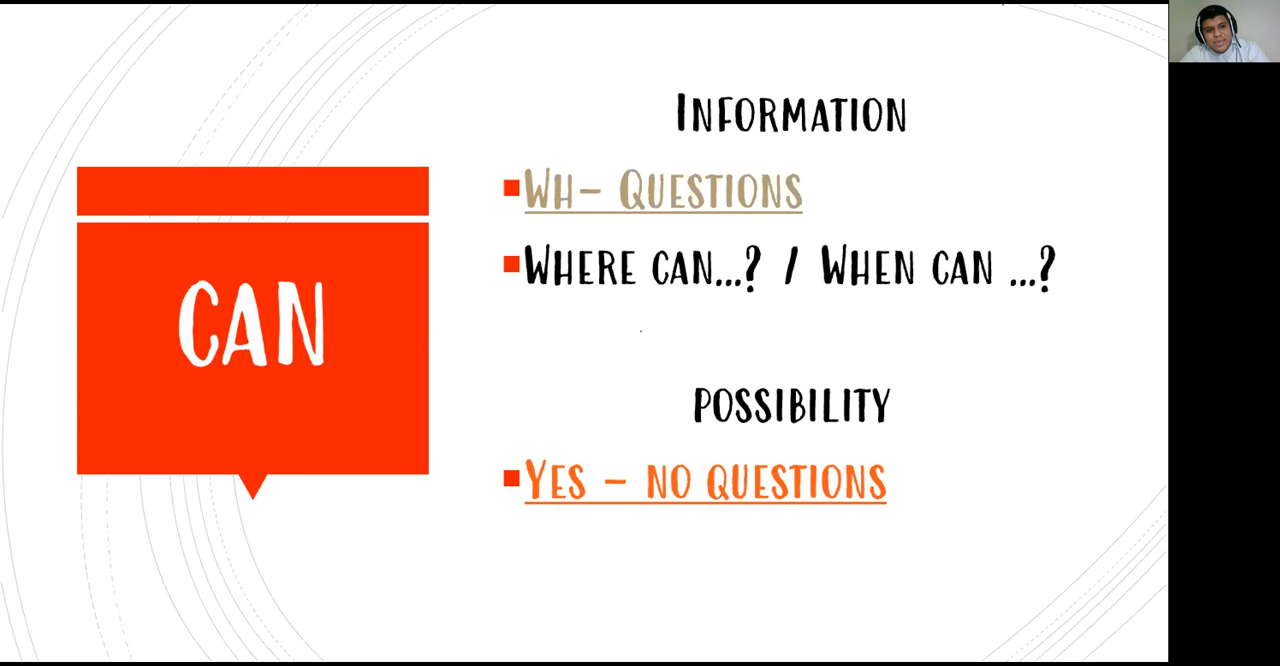 CAN
INFORMATION
WH- QUESTIONS
WHERE CAN...? / WHEN CAN ...?
POSSIBILITY
YES - NO QUESTIONS